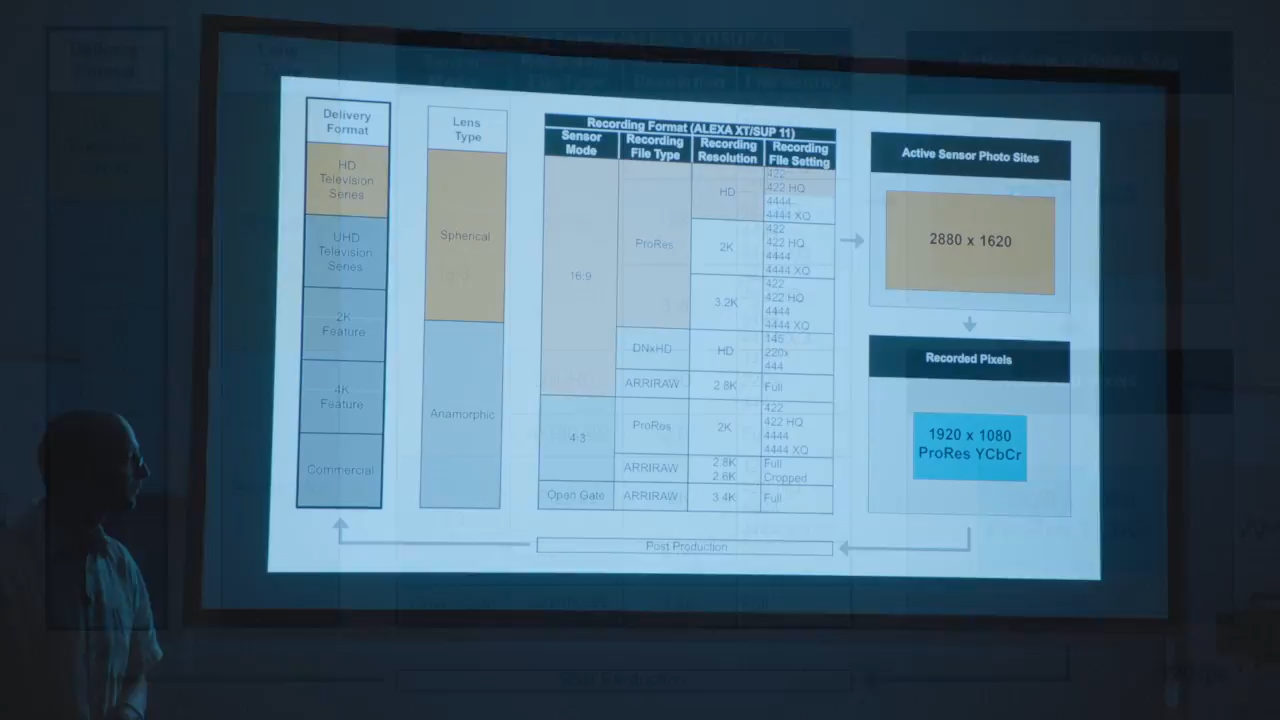 Delivery
Format
HD
Television
Series
UHD
Television
Series
2K
Feature
4K
Feature
Commercial
Lens
Type
Spherical
Anamorphic
Recording Format (ALEXA XT/SUP 11)
Sensor
Mode
Recording
File Type
Recording
Resolution
Recording
File Setting
16:9
ProRes
HD
422
422 HQ
4444
4444 XQ
2K
422
422 HQ
4444
4444 XQ
3.2K
422
422 HQ
4444
4444 XQ
DNxHD
HD
145
220x
444
ARRIRAW
2.8K
Full
4:3
ProRes
2K
422
422 HQ
4444
4444 XQ
ARRIRAW
2.8K
2.6K
Full
Cropped
Open Gate
ARRIRAW
3.4K
Full
Active Sensor Photo Sites
2880 x 1620
Recorded Pixels
1920 x 1080
ProRes YCbCr
Post Production